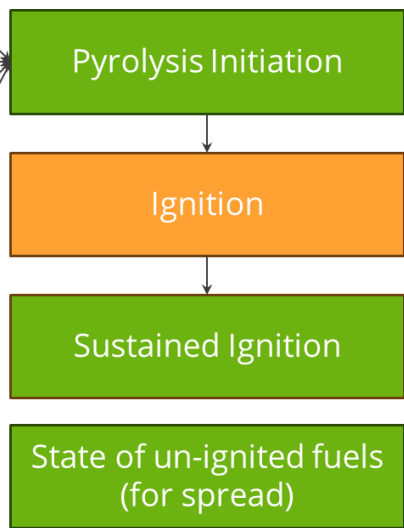 Pyrolysis Initiation
Ignition
Sustained Ignition
State of un-ignited fuels
(for spread)